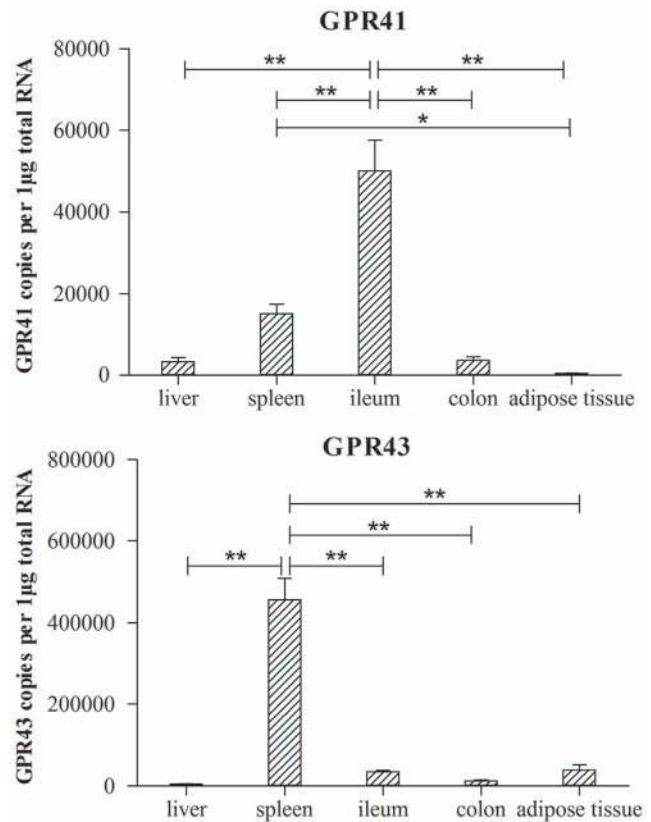 GPR41
GPR41 copies per 1μg total RNA
80000
60000
40000
20000
0
** **
** **
*
liver spleen ileum colon adipose tissue
GPR43
GPR43 copies per 1μg total RNA
800000
600000
400000
200000
0
**
**
** **
liver spleen ileum colon adipose tissue